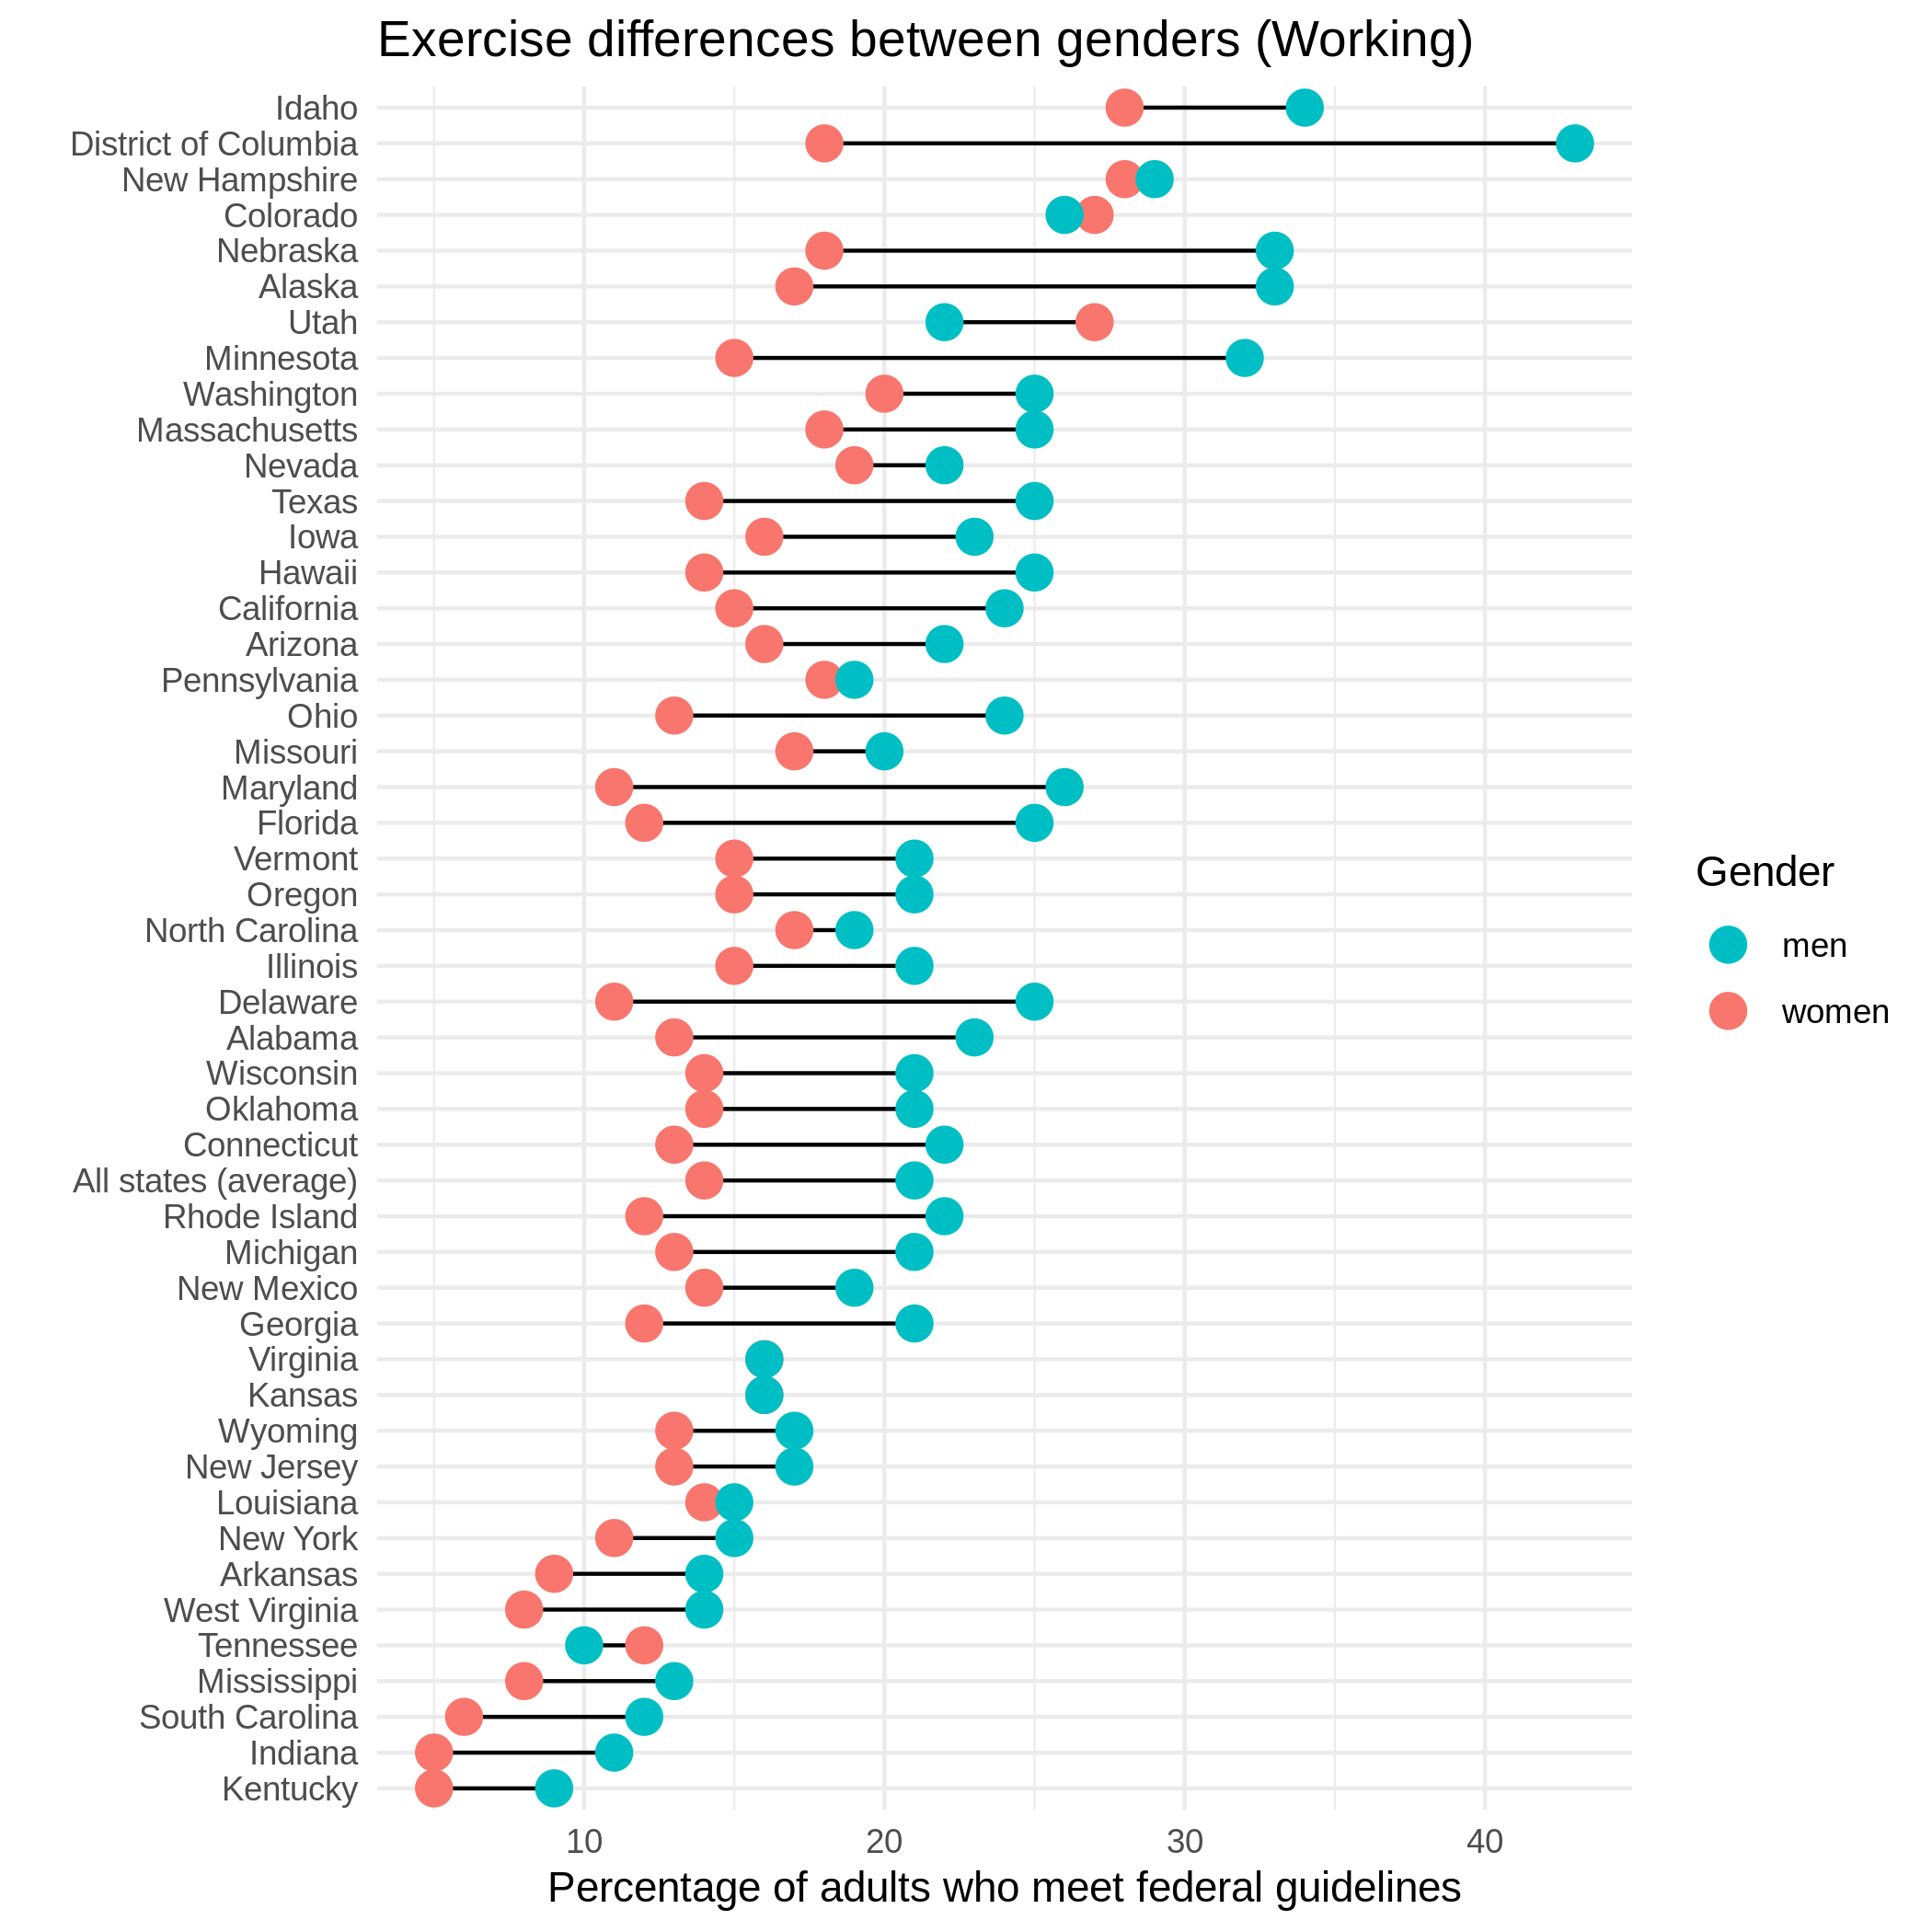 Exercise differences between genders (Working)
Idaho
District of Columbia
New Hampshire
Colorado
Nebraska
Alaska
Utah
Minnesota
Washington
Massachusetts
Nevada
Texas
Iowa
Hawaii
California
Arizona
Pennsylvania
Ohio
Missouri
Maryland
Florida
Vermont
Oregon
North Carolina
Illinois
Delaware
Alabama
Wisconsin
Oklahoma
Connecticut
All states (average)
Rhode Island
Michigan
New Mexico
Georgia
Virginia
Kansas
Wyoming
New Jersey
Louisiana
New York
Arkansas
West Virginia
Tennessee
Mississippi
South Carolina
Indiana
Kentucky
10 20 30 40
Percentage of adults who meet federal guidelines
Gender
men
women